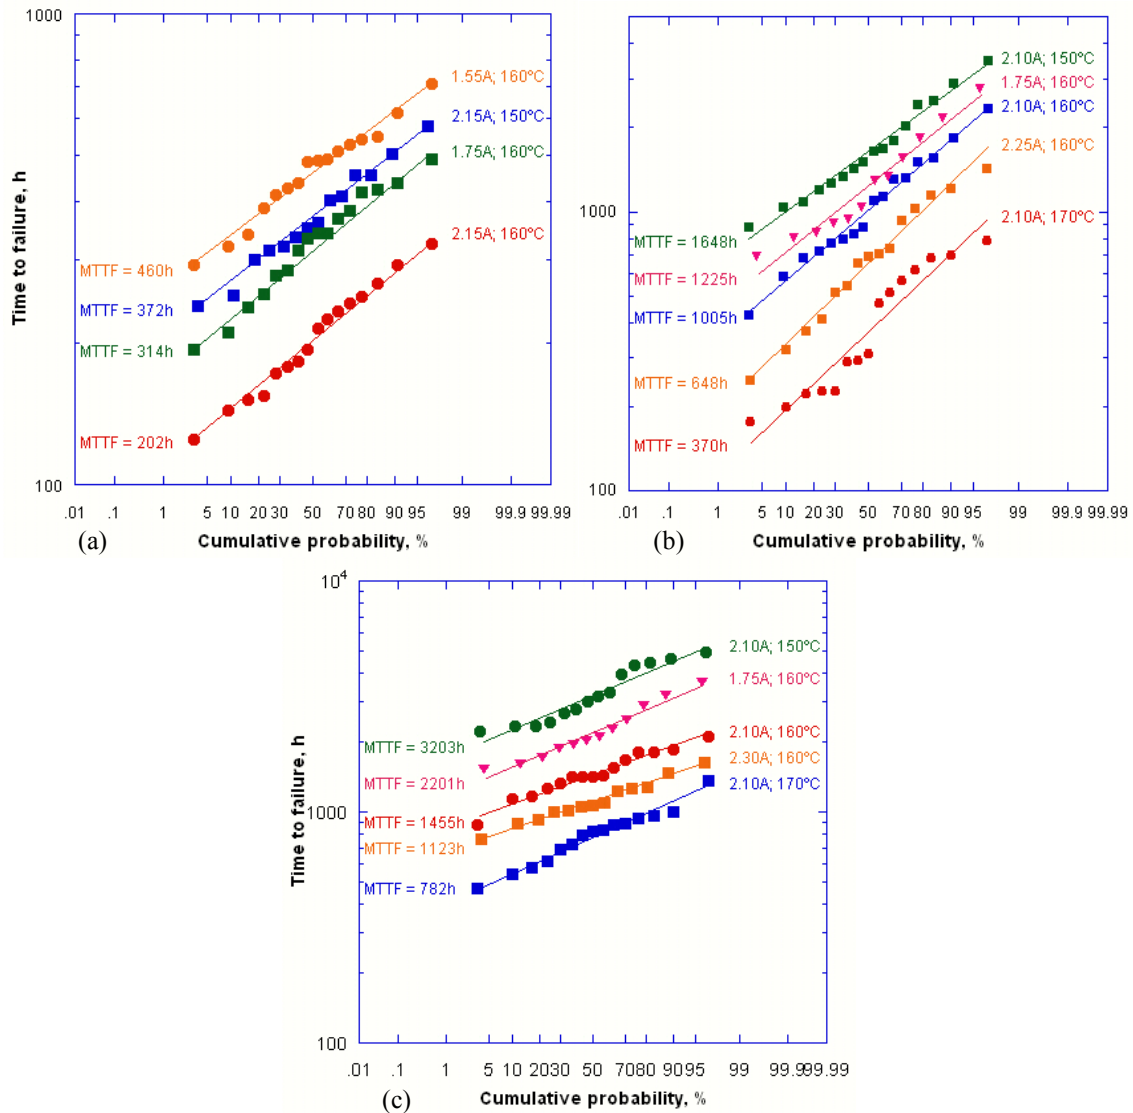 1000
1.55A; 160°C
2.15A; 150°C
1.75A; 160°C
2.15A; 160°C
Time to failure, h
MTTF = 460h
MTTF = 372h
MTTF = 314h
MTTF = 202h
100
.01 .1 1 5 10 20 30 50 70 80 90 95 99 99.9 99.99
(a)
Cumulative probability, %
2.10A; 150°C
1.75A; 160°C
2.10A; 160°C
2.25A; 160°C
2.10A; 170°C
1000
MTTF = 1648h
MTTF = 1225h
MTTF = 1005h
MTTF = 648h
MTTF = 370h
100
.01 .1 1 5 10 20 30 50 70 80 90 95 99 99.9 99.99
(b)
Cumulative probability, %
10⁴
2.10A; 150°C
1.75A; 160°C
2.10A; 160°C
2.30A; 160°C
2.10A; 170°C
Time to failure, h
MTTF = 3203h
MTTF = 2201h
1000
MTTF = 1455h
MTTF = 1123h
MTTF = 782h
100
.01 .1 1 5 10 20 30 50 70 80 90 95 99 99.9 99.99
Cumulative probability, %
(c)